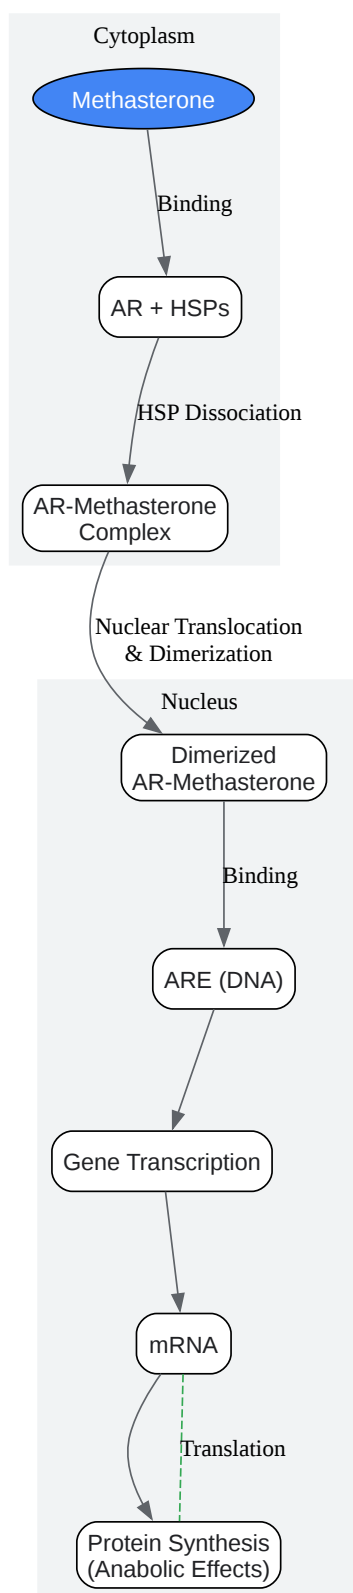 Cytoplasm
Methasterone
Binding
AR + HSPs
HSP Dissociation
AR-Methasterone
Complex
Nuclear Translocation
& Dimerization
Nucleus
Dimerized
AR-Methasterone
Binding
ARE (DNA)
Gene Transcription
mRNA
Translation
Protein Synthesis
(Anabolic Effects)